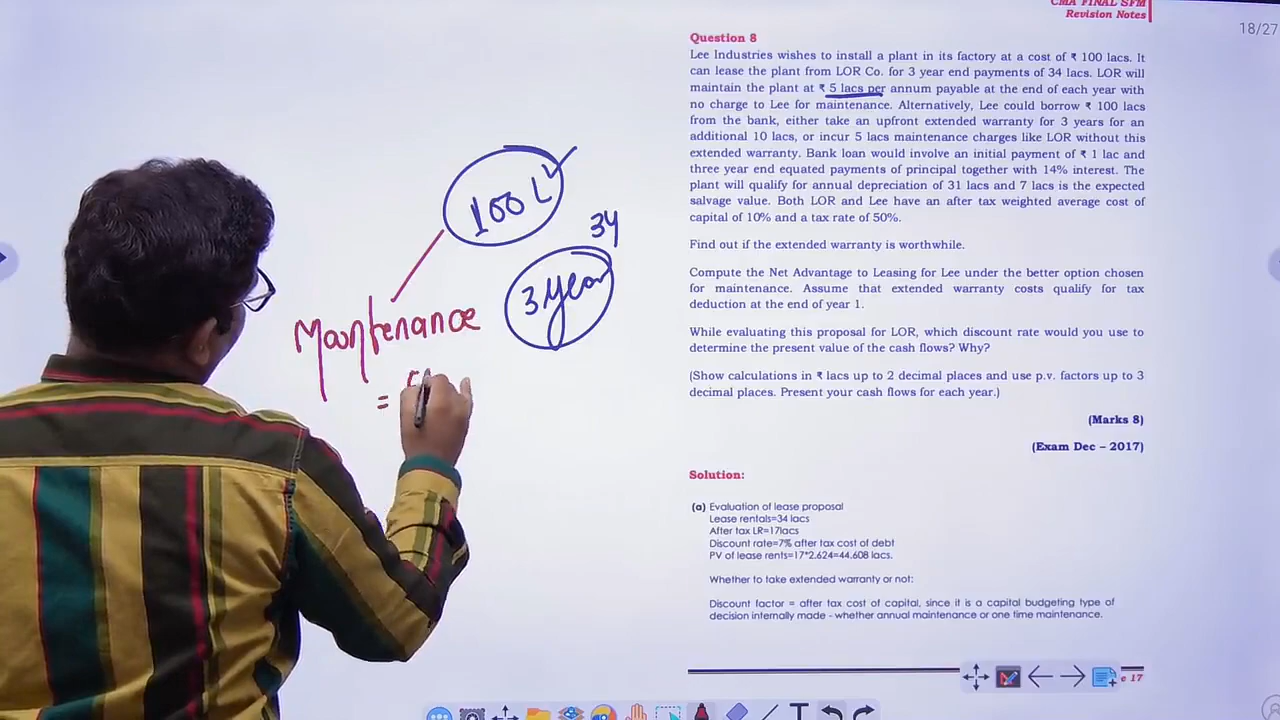 CMA FINAL SFM
Revision Notes
18/27
Question 8
Lee Industries wishes to install a plant in its factory at a cost of ₹ 100 lacs. It
can lease the plant from LOR Co. for 3 year end payments of 34 lacs. LOR will
maintain the plant at ₹ 5 lacs per annum payable at the end of each year with
no charge to Lee for maintenance. Alternatively, Lee could borrow ₹ 100 lacs
from the bank, either take an upfront extended warranty for 3 years for an
additional 10 lacs, or incur 5 lacs maintenance charges like LOR without this
extended warranty. Bank loan would involve an initial payment of ₹ 1 lac and
three year end equated payments of principal together with 14% interest. The
plant will qualify for annual depreciation of 31 lacs and 7 lacs is the expected
salvage value. Both LOR and Lee have an after tax weighted average cost of
capital of 10% and a tax rate of 50%.
Find out if the extended warranty is worthwhile.
Compute the Net Advantage to Leasing for Lee under the better option chosen
for maintenance. Assume that extended warranty costs qualify for tax
deduction at the end of year 1.
While evaluating this proposal for LOR, which discount rate would you use to
determine the present value of the cash flows? Why?
(Show calculations in ₹ lacs up to 2 decimal places and use p.v. factors up to 3
decimal places. Present your cash flows for each year.)
(Marks 8)
(Exam Dec – 2017)
Solution:
(a) Evaluation of lease proposal
Lease rentals=34 lacs
After tax LR=17lacs
Discount rate=7% after tax cost of debt
PV of lease rents=17*2.624=44.608 lacs.
Whether to take extended warranty or not:
Discount factor = after tax cost of capital, since it is a capital budgeting type of
decision internally made - whether annual maintenance or one time maintenance.
e 17
100 L
34
3 year
Maintenance
=